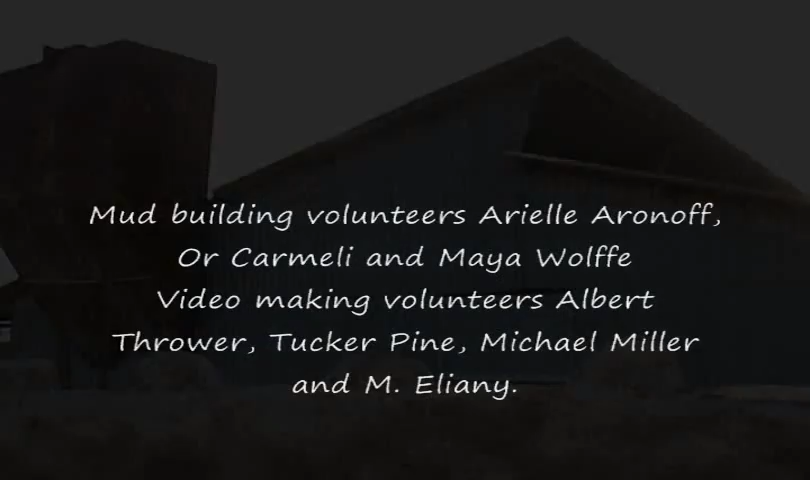 Mud building volunteers Arielle Aronoff,
Or Carmeli and Maya Wolffe
Video making volunteers Albert
Thrower, Tucker Pine, Michael Miller
and M. Eliany.